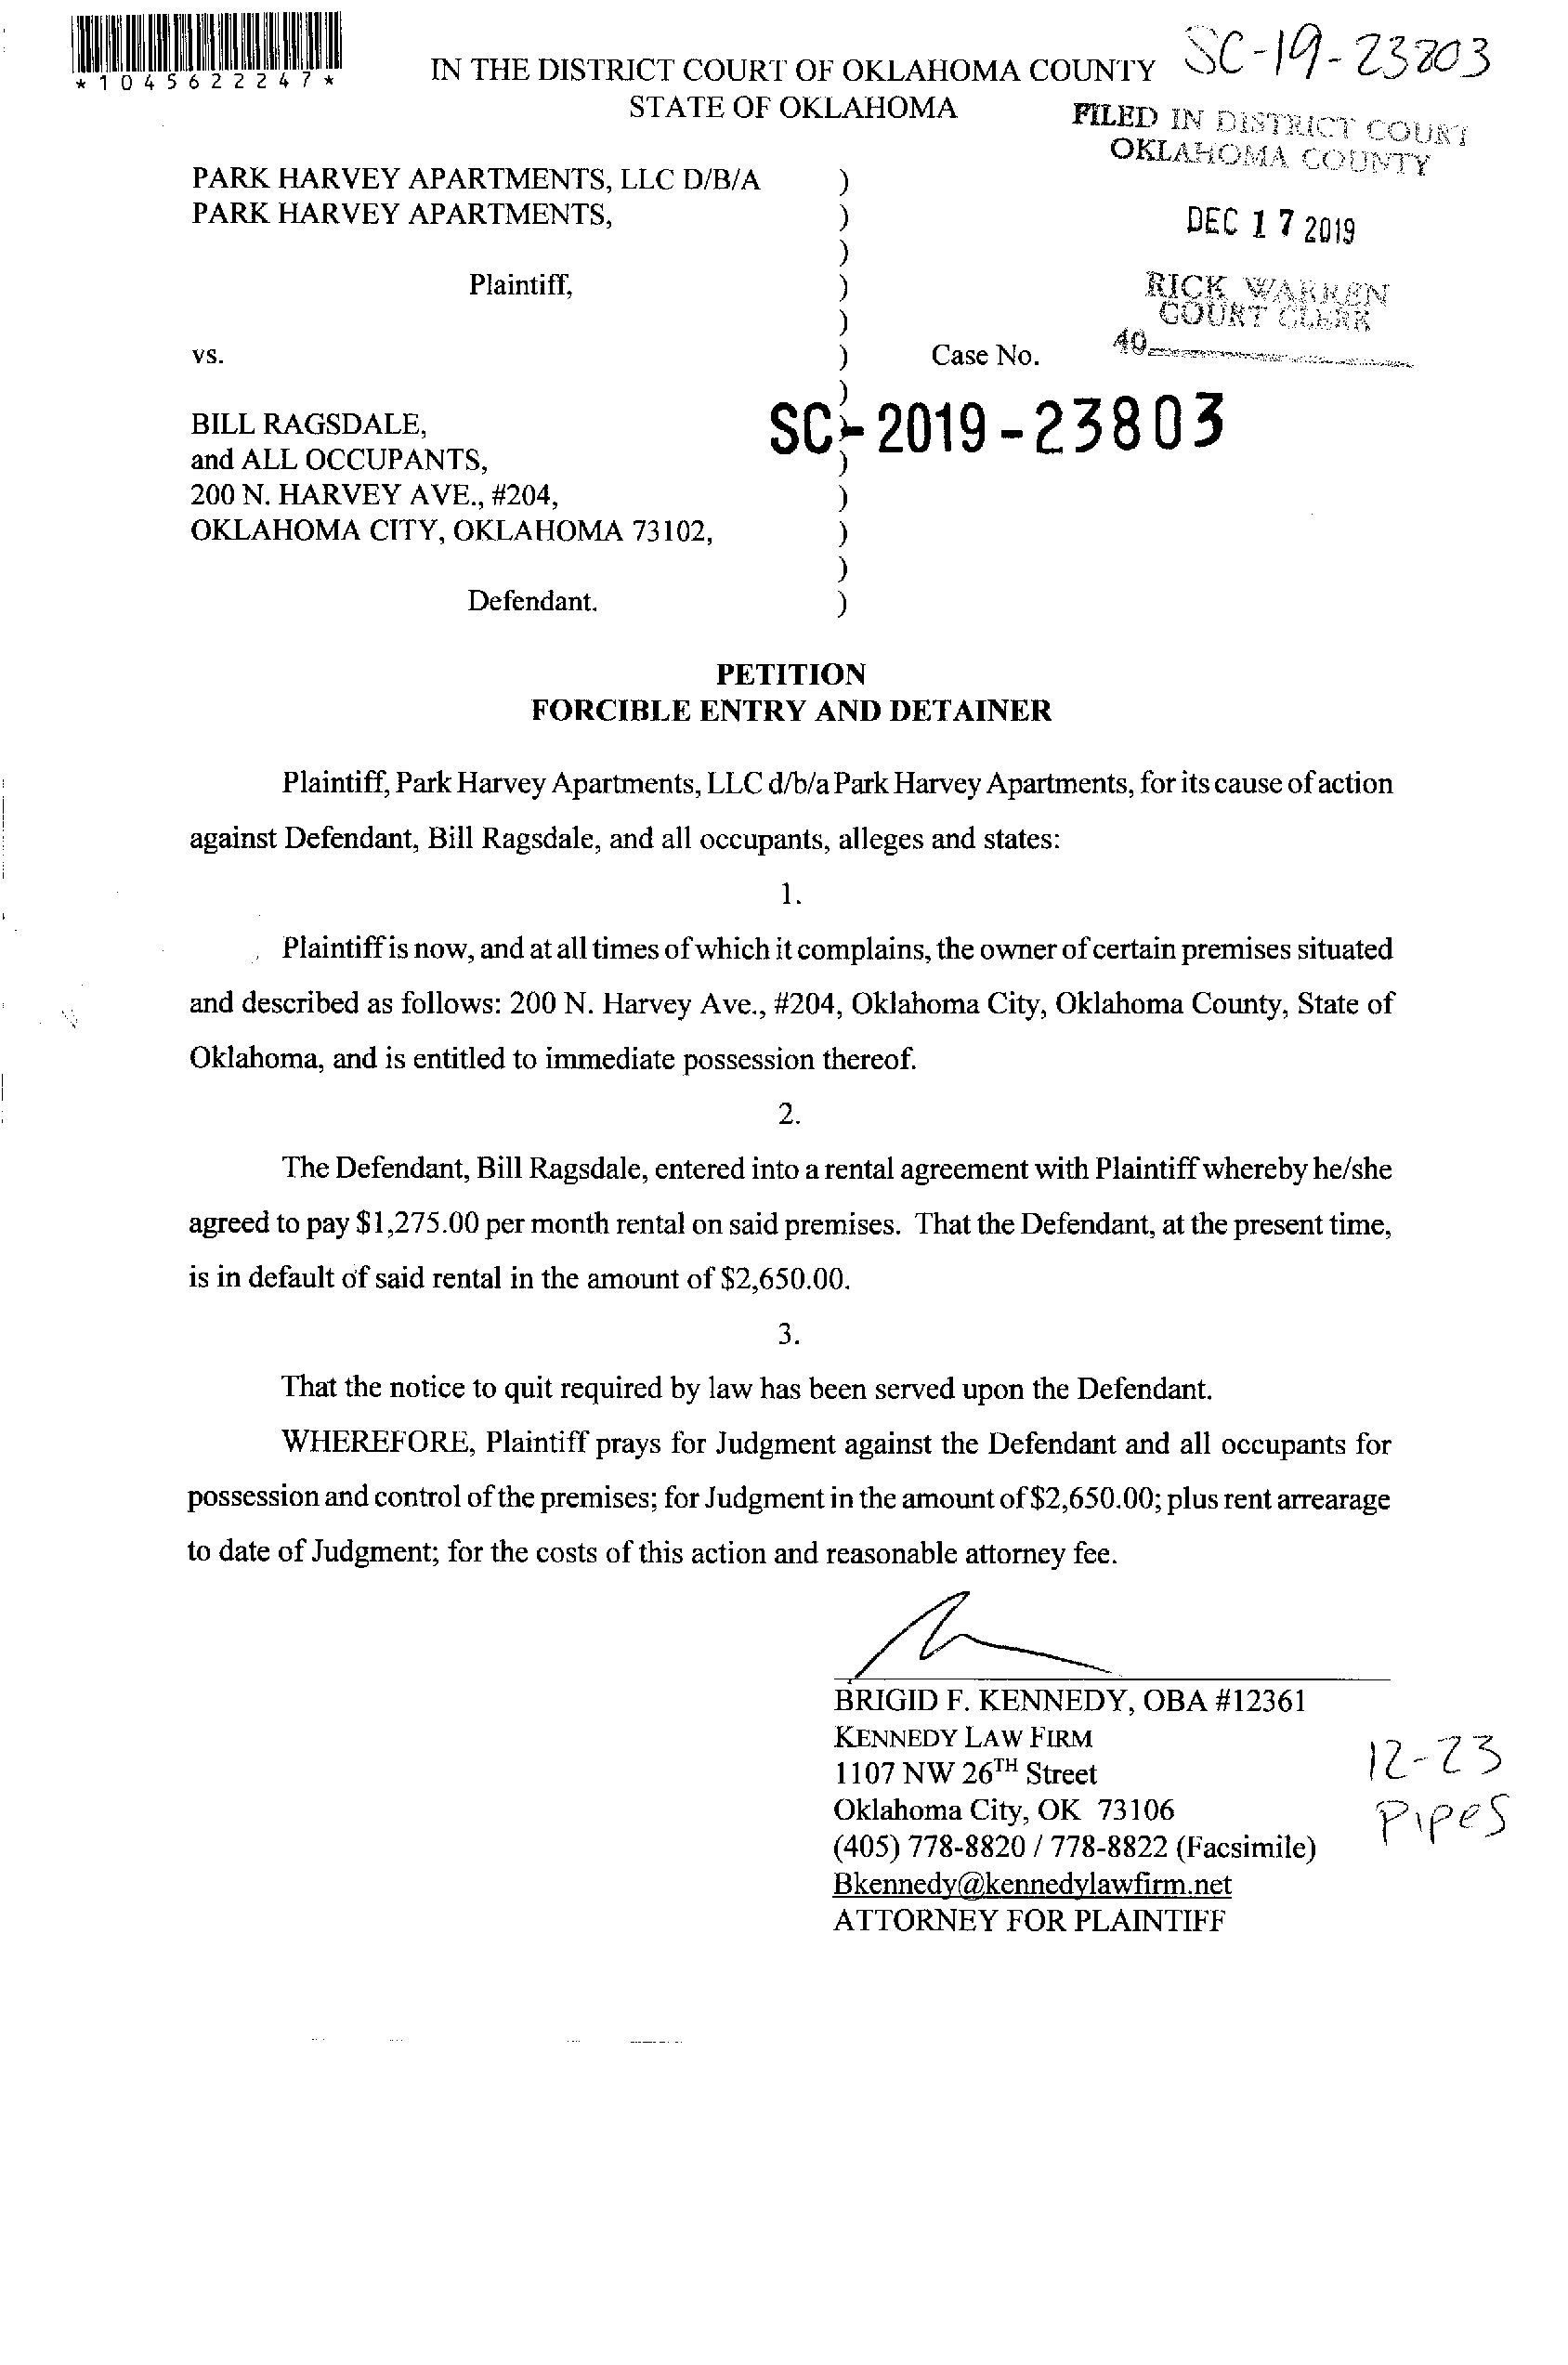 *1045622247*
SC-19-23803
IN THE DISTRICT COURT OF OKLAHOMA COUNTY
STATE OF OKLAHOMA
FILED IN DISTRICT COURT
OKLAHOMA COUNTY
DEC 17 2019
RICK WARREN
COURT CLERK
40
PARK HARVEY APARTMENTS, LLC D/B/A )
PARK HARVEY APARTMENTS, )
)
Plaintiff, )
)
vs. ) Case No.
)
SC-2019-23803
BILL RAGSDALE,
and ALL OCCUPANTS, )
200 N. HARVEY AVE., #204, )
OKLAHOMA CITY, OKLAHOMA 73102, )
)
Defendant. )
PETITION
FORCIBLE ENTRY AND DETAINER
Plaintiff, Park Harvey Apartments, LLC d/b/a Park Harvey Apartments, for its cause of action
against Defendant, Bill Ragsdale, and all occupants, alleges and states:
1.
Plaintiff is now, and at all times of which it complains, the owner of certain premises situated
and described as follows: 200 N. Harvey Ave., #204, Oklahoma City, Oklahoma County, State of
Oklahoma, and is entitled to immediate possession thereof.
2.
The Defendant, Bill Ragsdale, entered into a rental agreement with Plaintiff whereby he/she
agreed to pay $1,275.00 per month rental on said premises. That the Defendant, at the present time,
is in default of said rental in the amount of $2,650.00.
3.
That the notice to quit required by law has been served upon the Defendant.
WHEREFORE, Plaintiff prays for Judgment against the Defendant and all occupants for
possession and control of the premises; for Judgment in the amount of $2,650.00; plus rent arrearage
to date of Judgment; for the costs of this action and reasonable attorney fee.
BRIGID F. KENNEDY, OBA #12361
KENNEDY LAW FIRM
1107 NW 26TH Street
Oklahoma City, OK 73106
(405) 778-8820 / 778-8822 (Facsimile)
Bkennedy@kennedylawfirm.net
ATTORNEY FOR PLAINTIFF
12-23
Pipes